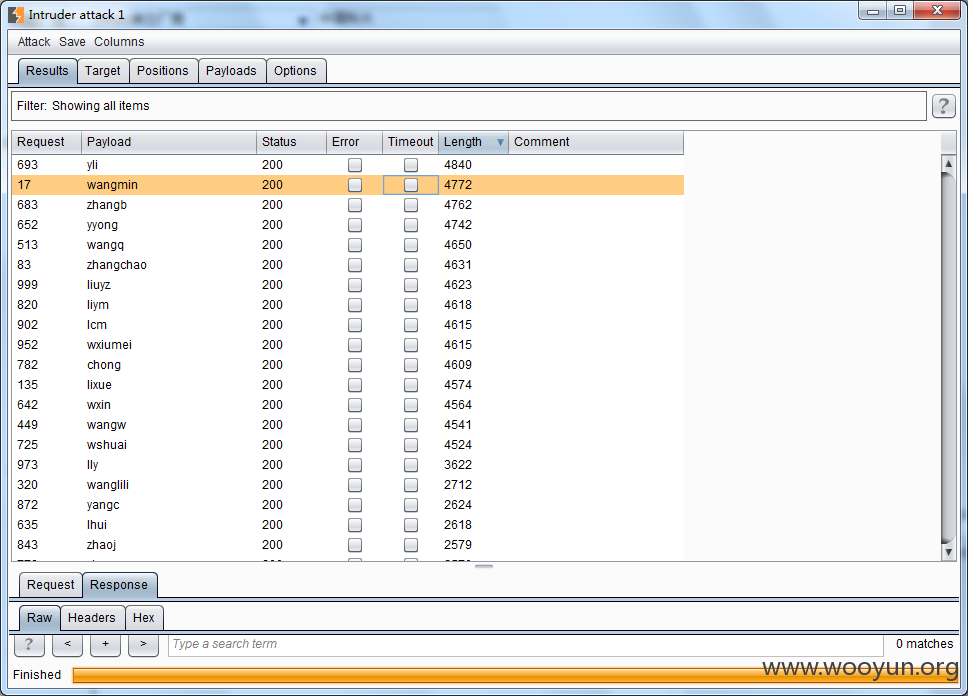 Intruder attack 1
Attack Save Columns
Results Target Positions Payloads Options
Filter: Showing all items ?
Request Payload Status Error Timeout Length Comment
693 yli 200 4840
17 wangmin 200 4772
683 zhangb 200 4762
652 yyong 200 4742
513 wangq 200 4650
83 zhangchao 200 4631
999 liuyz 200 4623
820 liym 200 4618
902 lcm 200 4615
952 wxiumei 200 4615
782 chong 200 4609
135 lixue 200 4574
642 wxin 200 4564
449 wangw 200 4541
725 wshuai 200 4524
973 lly 200 3622
320 wanglili 200 2712
872 yangc 200 2624
635 lhui 200 2618
843 zhaoj 200 2579
Request Response
Raw Headers Hex
? < + > Type a search term 0 matches
www.wooyun.org
Finished